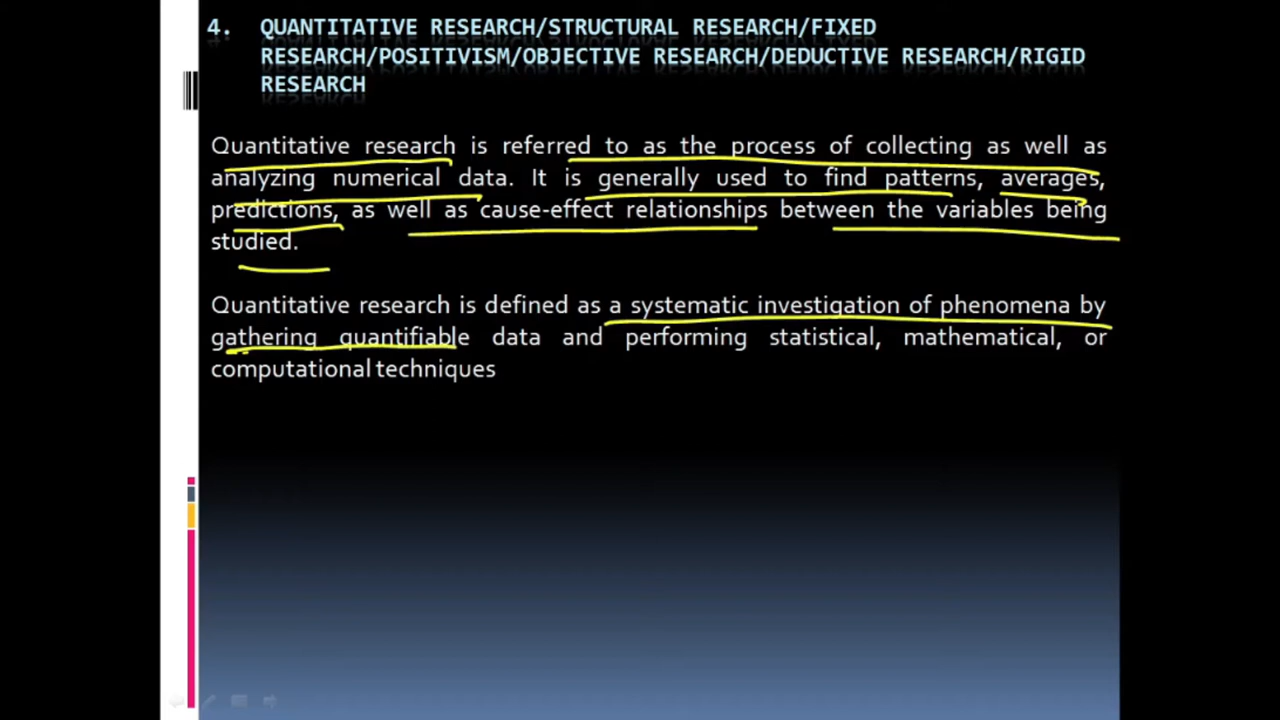 4. QUANTITATIVE RESEARCH/STRUCTURAL RESEARCH/FIXED
RESEARCH/POSITIVISM/OBJECTIVE RESEARCH/DEDUCTIVE RESEARCH/RIGID
RESEARCH
Quantitative research is referred to as the process of collecting as well as
analyzing numerical data. It is generally used to find patterns, averages,
predictions, as well as cause-effect relationships between the variables being
studied.
Quantitative research is defined as a systematic investigation of phenomena by
gathering quantifiable data and performing statistical, mathematical, or
computational techniques